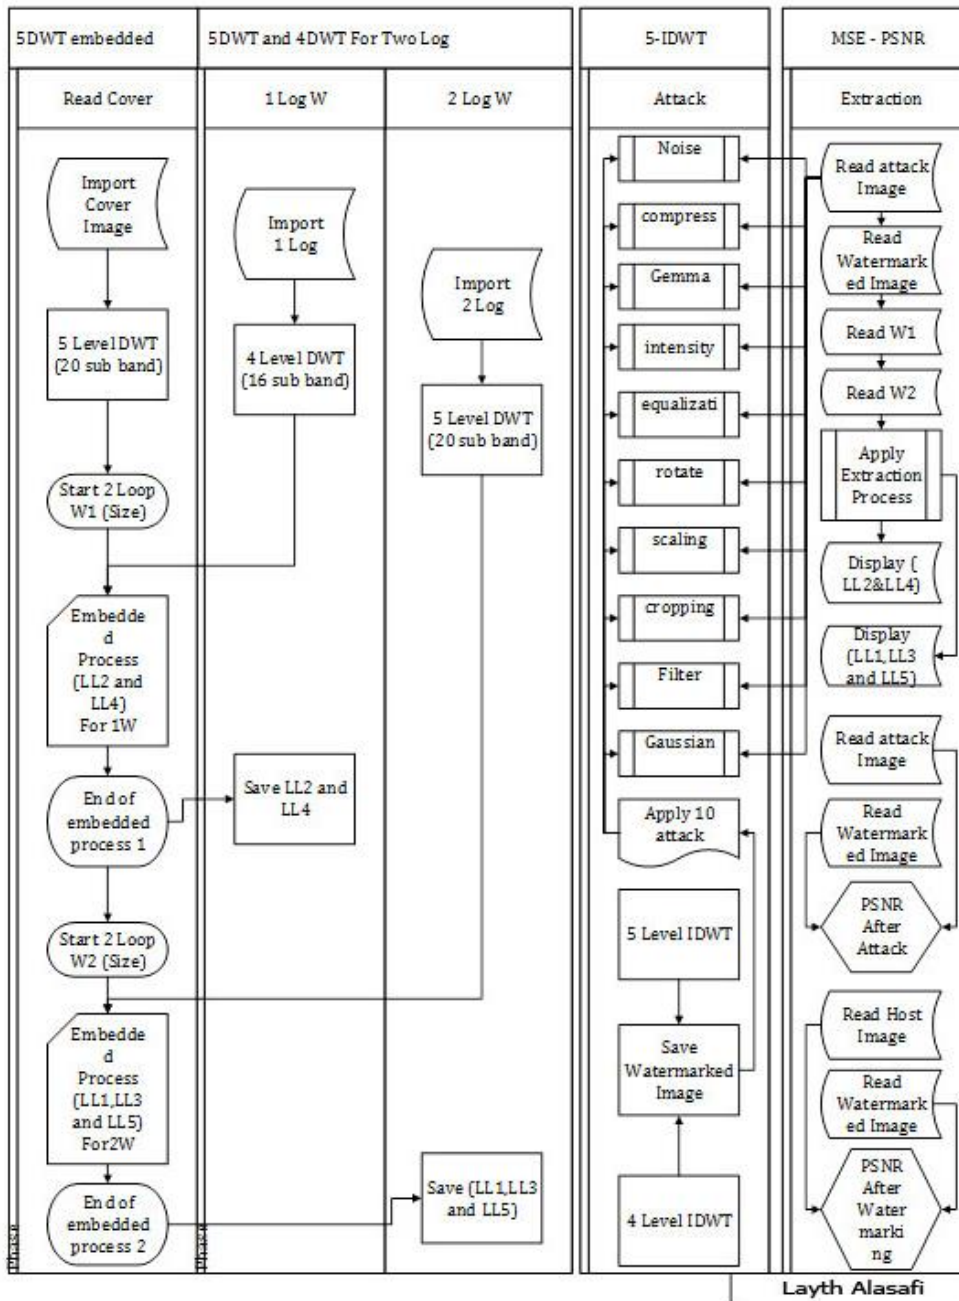 5DWT embedded
5DWT and 4DWT For Two Log
5-IDWT
MSE - PSNR
Read Cover
1 Log W
2 Log W
Attack
Extraction
Import
Cover
Image
5 Level DWT
(20 sub band)
Start 2 Loop
W1 (Size)
Embedde
d
Process
(LL2 and
LL4)
For 1W
End of
embedded
process 1
Start 2 Loop
W2 (Size)
Embedde
d
Process
(LL1,LL3
and LL5)
For2W
End of
embedded
process 2
Phase
Import
1 Log
4 Level DWT
(16 sub band)
Save LL2 and
LL4
Phase
Import
2 Log
5 Level DWT
(20 sub band)
Save (LL1,LL3
and LL5)
Noise
compress
Gemma
intensity
equalizati
rotate
scaling
cropping
Filter
Gaussian
Apply 10
attack
5 Level IDWT
Save
Watermarked
Image
4 Level IDWT
Read attack
Image
Read
Watermark
ed Image
Read W1
Read W2
Apply
Extraction
Process
Display (
LL2&LL4)
Display
(LL1,LL3
and LL5)
Read attack
Image
Read
Watermark
ed Image
PSNR
After
Attack
Read Host
Image
Read
Watermark
ed Image
PSNR
After
Water
marki
ng
Layth Alasafi